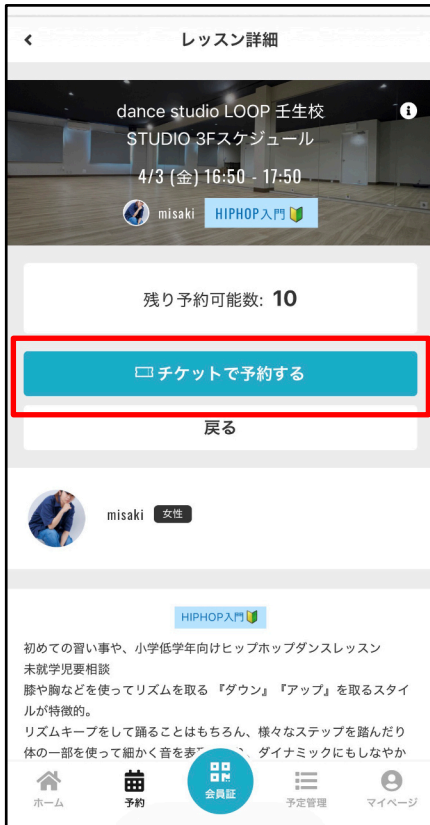 レッスン詳細
dance studio LOOP 壬生校
STUDIO 3Fスケジュール
4/3 (金) 16:50 - 17:50
misaki HIPHOP入門
残り予約可能数: 10
チケットで予約する
戻る
misaki 女性
HIPHOP入門
初めての習い事や、小学低学年向けヒップホップダンスレッスン
未就学児要相談
膝や胸などを使ってリズムを取る 『ダウン』『アップ』を取るスタイ
ルが特徴的。
リズムキープをして踊ることはもちろん、様々なステップを踏んだり
体の一部を使って細かく音を表 、ダイナミックにもしなやか
ホーム 予約 会員証 予定管理 マイページ